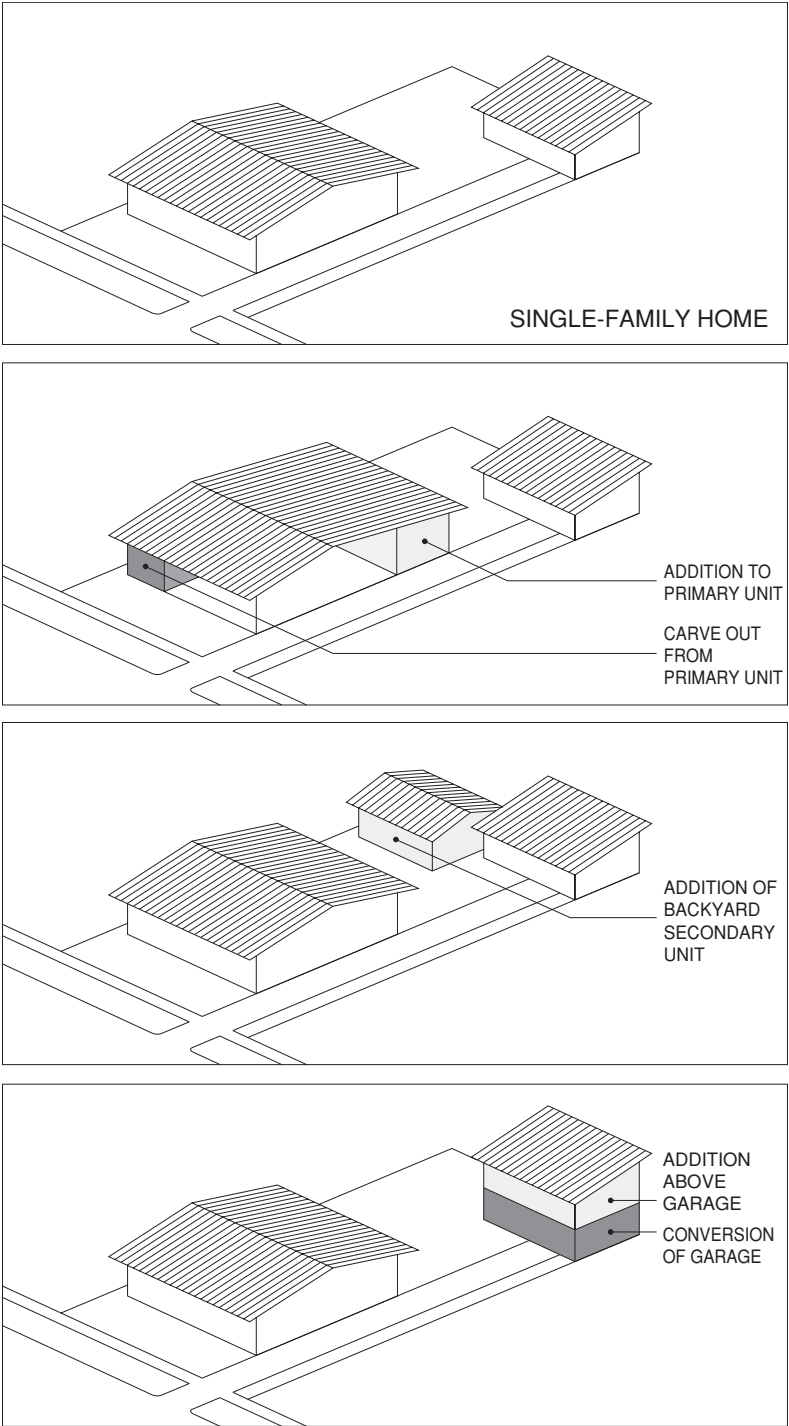 SINGLE-FAMILY HOME
ADDITION TO
PRIMARY UNIT
CARVE OUT
FROM
PRIMARY UNIT
ADDITION OF
BACKYARD
SECONDARY
UNIT
ADDITION
ABOVE
GARAGE
CONVERSION
OF GARAGE